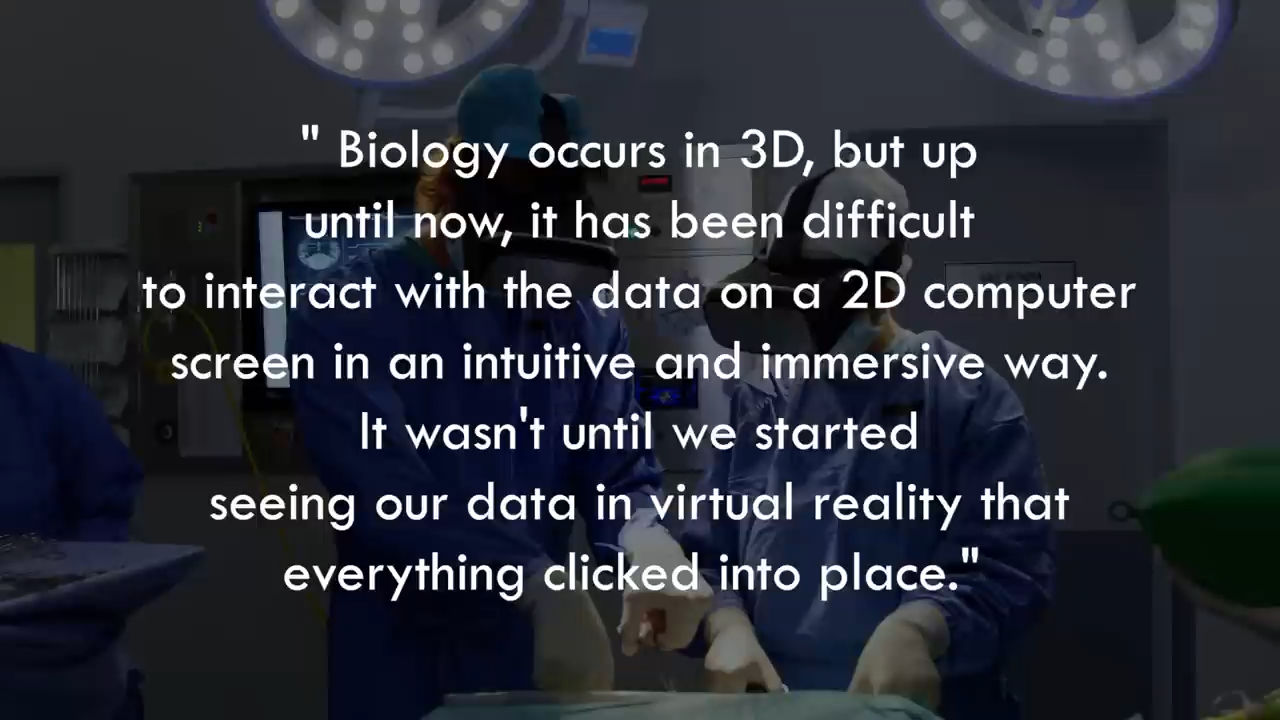 " Biology occurs in 3D, but up
until now, it has been difficult
to interact with the data on a 2D computer
screen in an intuitive and immersive way.
It wasn't until we started
seeing our data in virtual reality that
everything clicked into place."